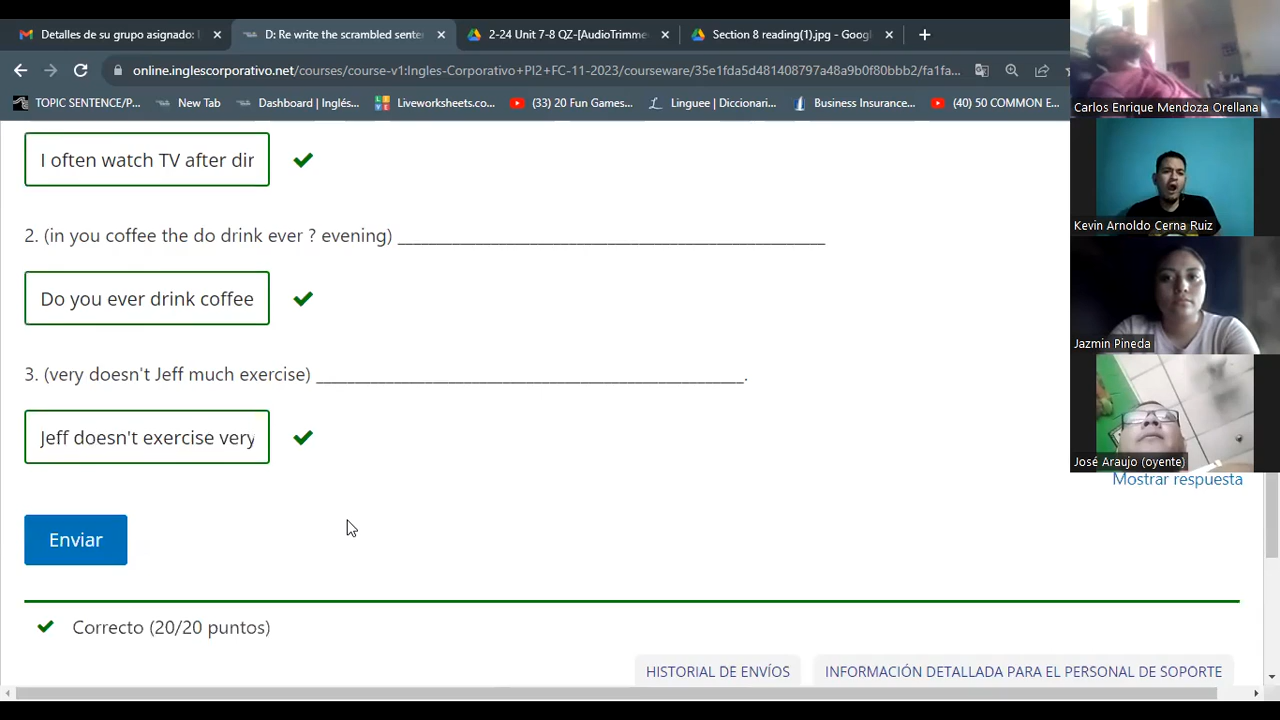 Detalles de su grupo asignado:
D: Re write the scrambled sente
2-24 Unit 7-8 QZ-[AudioTrimme
Section 8 reading(1).jpg - Googl
online.inglescorporativo.net/courses/course-v1:Ingles-Corporativo+PI2+FC-11-2023/courseware/35e1fda5d481408797a48a9b0f80bbb2/fa1fa...
TOPIC SENTENCE/P...
New Tab
Dashboard | Inglés...
Liveworksheets.co...
(33) 20 Fun Games...
Linguee | Diccionari...
Business Insurance...
(40) 50 COMMON E...
Carlos Enrique Mendoza Orellana
I often watch TV after dir
Kevin Arnoldo Cerna Ruiz
2. (in you coffee the do drink ever ? evening) ___________________________________________
Do you ever drink coffee
Jazmin Pineda
3. (very doesn't Jeff much exercise) ___________________________________________.
Jeff doesn't exercise very
José Araujo (oyente)
Mostrar respuesta
Enviar
Correcto (20/20 puntos)
HISTORIAL DE ENVÍOS
INFORMACIÓN DETALLADA PARA EL PERSONAL DE SOPORTE